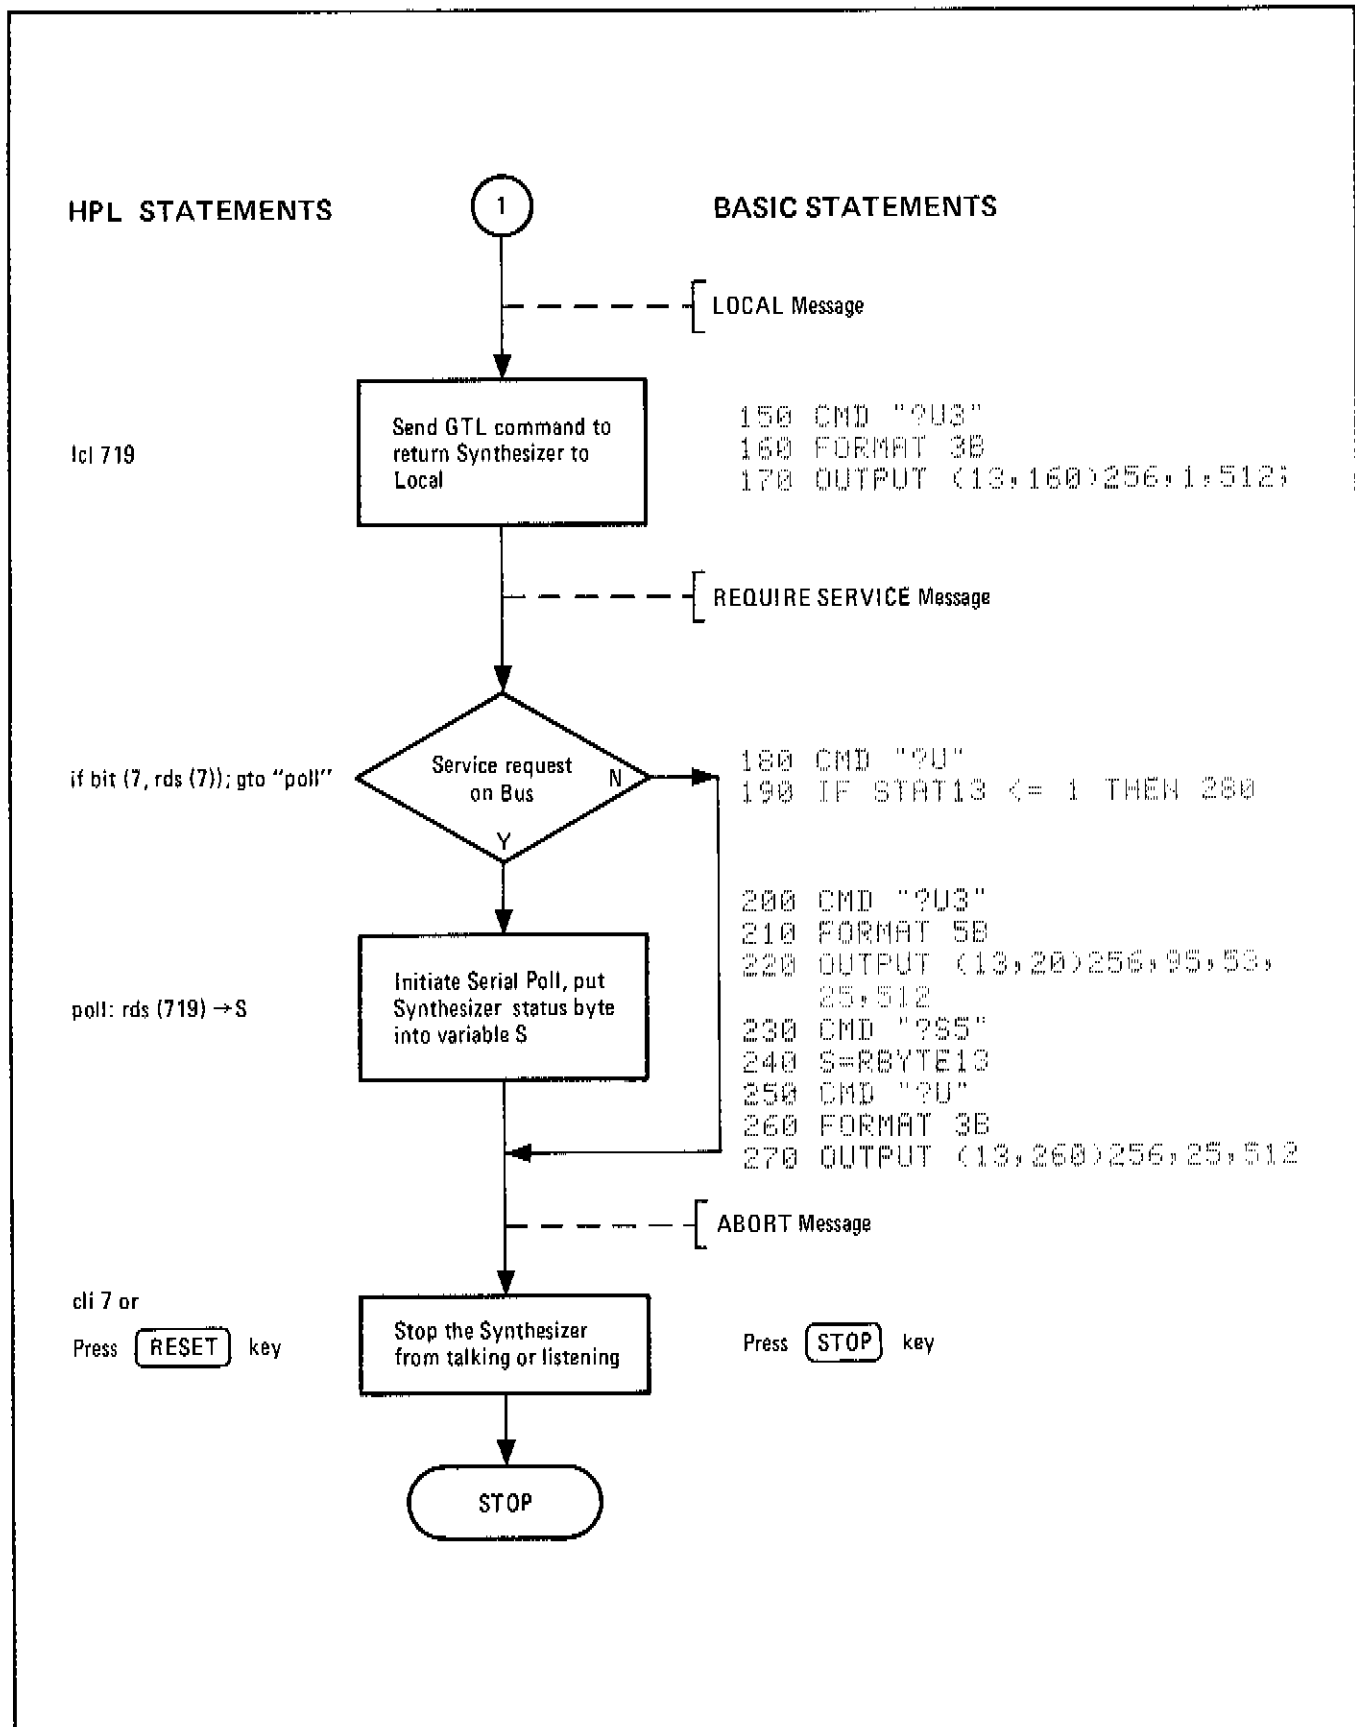 HPL STATEMENTS
1
BASIC STATEMENTS
LOCAL Message
lcl 719
Send GTL command to
return Synthesizer to
Local
150 CMD "?U3"
160 FORMAT 3B
170 OUTPUT (13,160)256,1,512;
REQUIRE SERVICE Message
if bit (7, rds (7)); gto "poll"
Service request
on Bus
N
Y
180 CMD "?U"
190 IF STAT13 <= 1 THEN 280
poll: rds (719) →S
Initiate Serial Poll, put
Synthesizer status byte
into variable S
200 CMD "?U3"
210 FORMAT 5B
220 OUTPUT (13,20)256,95,53,
25,512
230 CMD "?S5"
240 S=RBYTE13
250 CMD "?U"
260 FORMAT 3B
270 OUTPUT (13,260)256,25,512
ABORT Message
cli 7 or
Press RESET key
Stop the Synthesizer
from talking or listening
Press STOP key
STOP